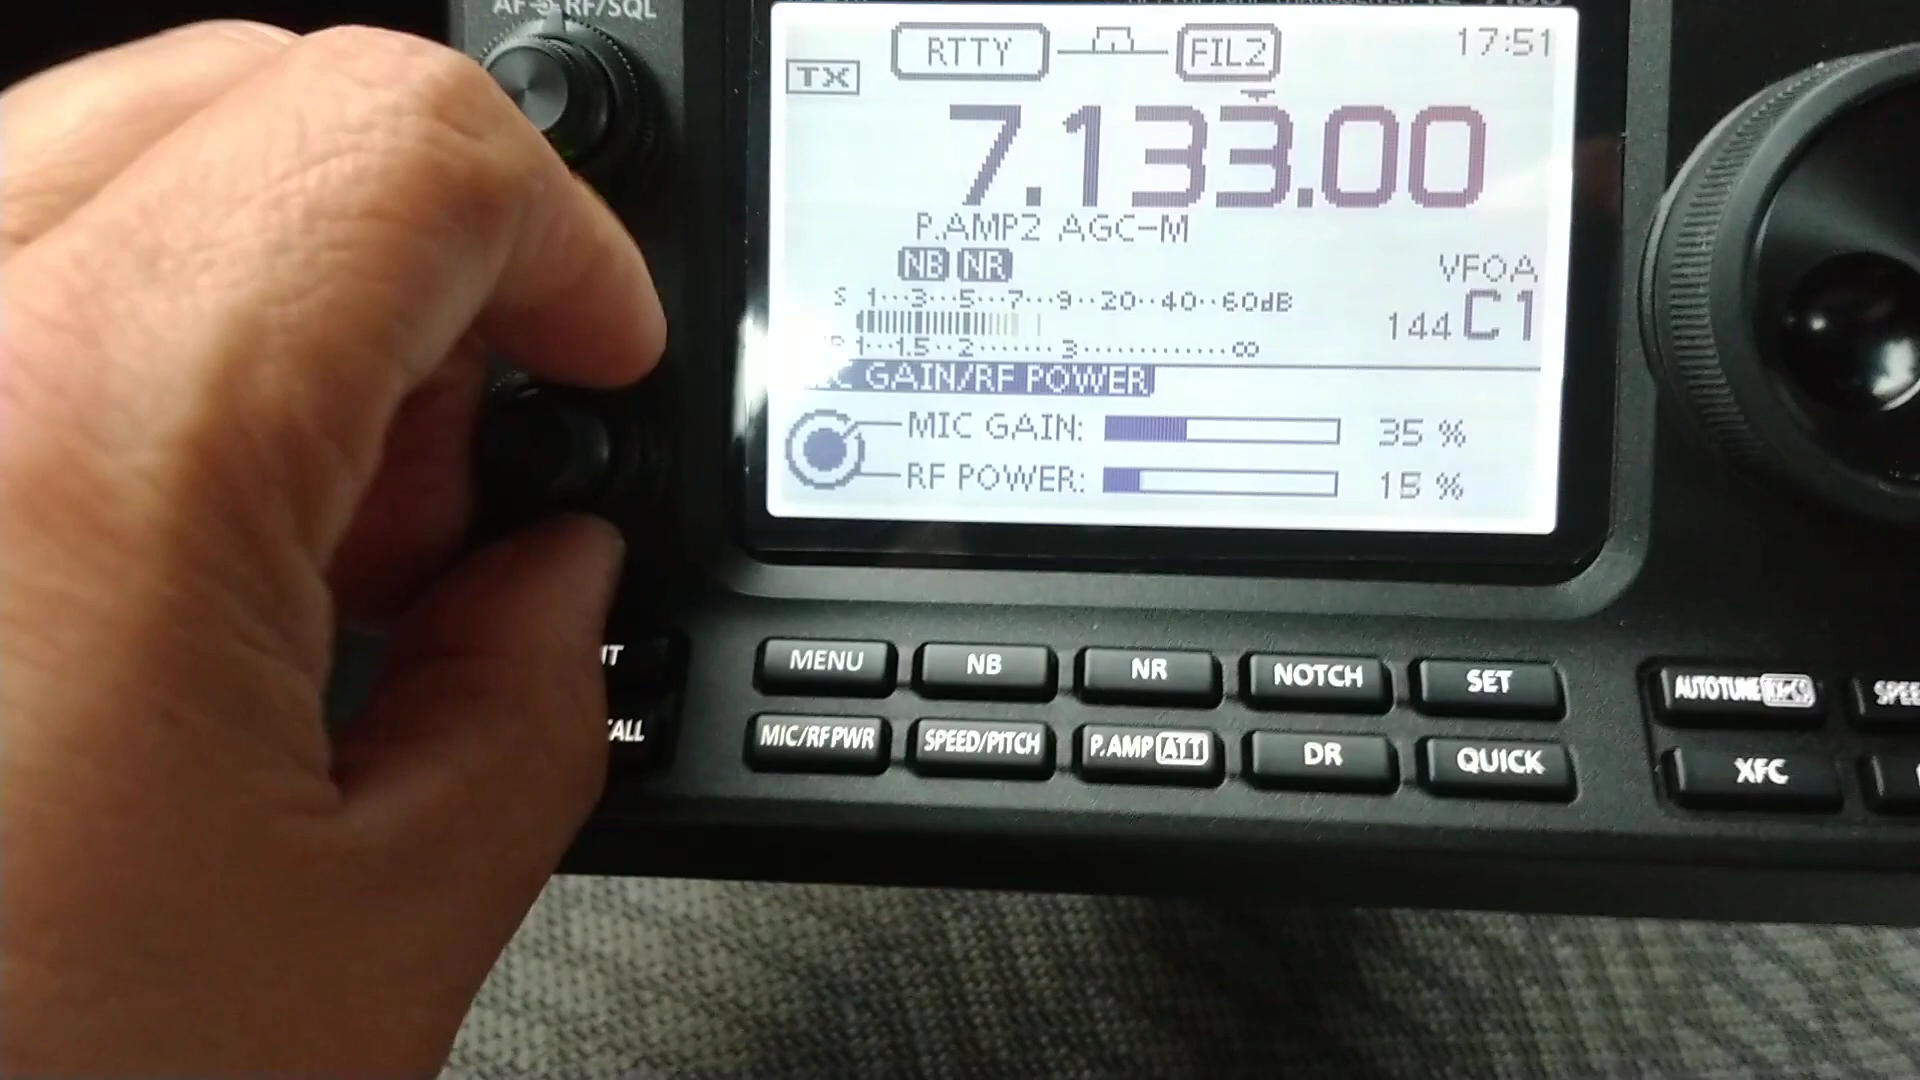 AF RF/SQL
RTTY FIL2 17:51
TX
7.133.00
P.AMP2 AGC-M
NB NR
VFOA
S 1···3···5···7···9··20··40··60dB
144 C1
1···1.5··2·······3·············∞
GAIN/RF POWER
MIC GAIN: 35 %
RF POWER: 15 %
MENU NB NR NOTCH SET
AUTOTUNE
MIC/RF PWR SPEED/PITCH P.AMP ATT DR QUICK
XFC